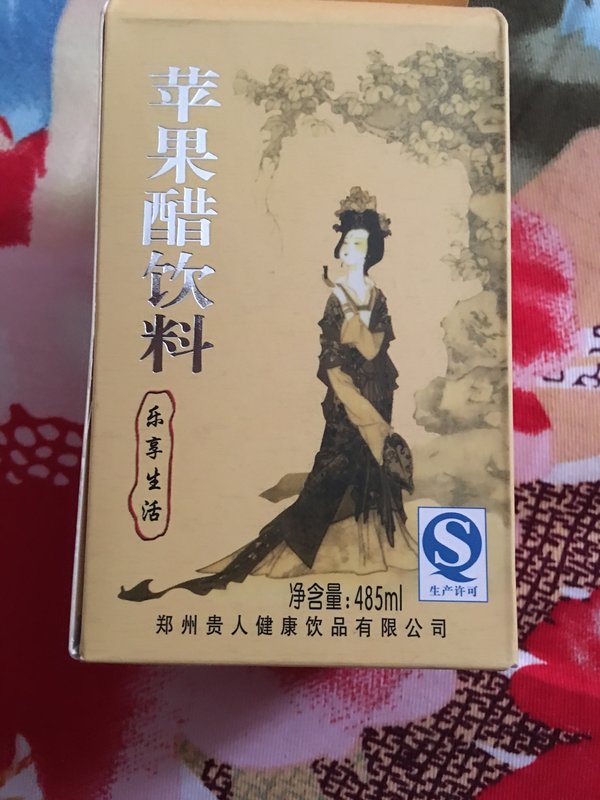 苹果醋饮料
乐享生活
S
生产许可
净含量:485ml
郑州贵人健康饮品有限公司